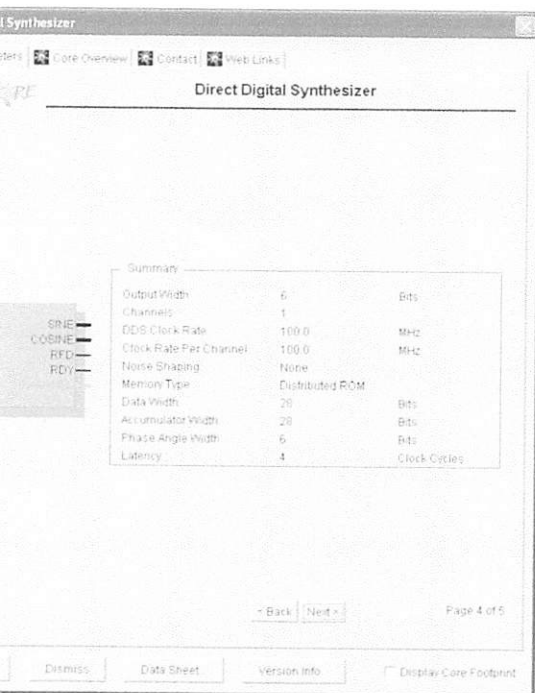 l Synthesizer
eters Core Overview Contact Web Links
Direct Digital Synthesizer
Summary
Output Width 6 Bits
Channels 1
DDS Clock Rate 100.0 MHz
Clock Rate Per Channel 100.0 MHz
Noise Shaping None
Memory Type Distributed ROM
Data Width 28 Bits
Accumulator Width 28 Bits
Phase Angle Width 6 Bits
Latency 4 Clock Cycles
SINE
COSINE
RFD
RDY
< Back Next > Page 4 of 5
Dismiss Data Sheet... Version Info... Display Core Footprint